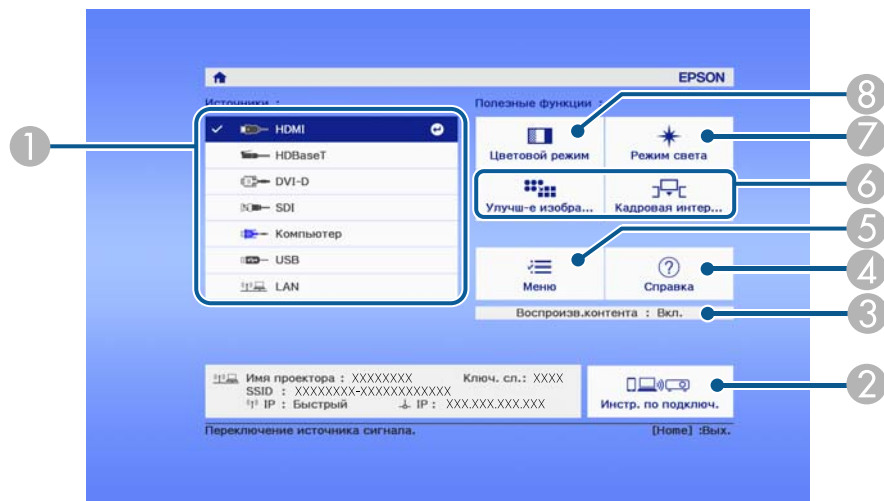 EPSON
Источники :
Полезные функции :
HDMI
HDBaseT
DVI-D
SDI
Компьютер
USB
LAN
Цветовой режим
Режим света
Улучш-е изобра...
Кадровая интер...
Меню
Справка
Воспроизв.контента : Вкл.
Имя проектора : XXXXXXXX Ключ. сл.: XXXX
SSID : XXXXXXXX-XXXXXXXXXXXX
IP : Быстрый IP : XXX.XXX.XXX.XXX
Инстр. по подключ.
Переключение источника сигнала.
[Home] :Вых.
1
8
7
6
5
4
3
2